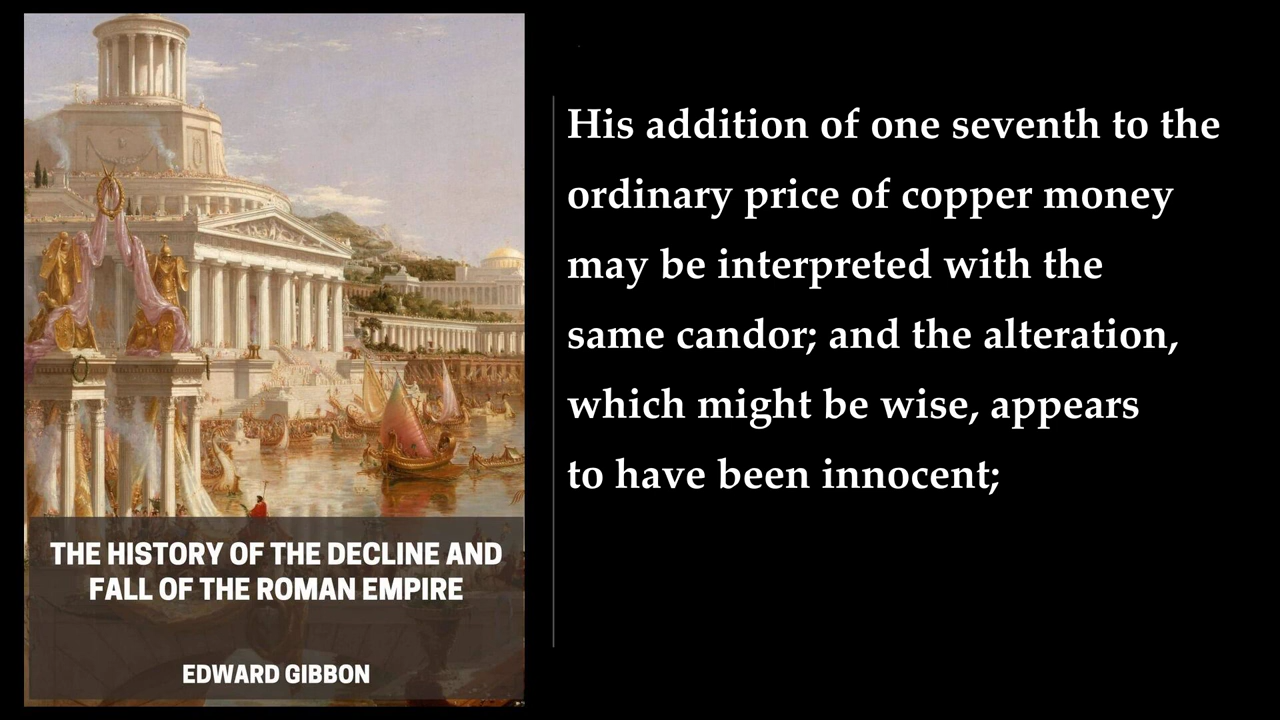 THE HISTORY OF THE DECLINE AND
FALL OF THE ROMAN EMPIRE
EDWARD GIBBON
His addition of one seventh to the
ordinary price of copper money
may be interpreted with the
same candor; and the alteration,
which might be wise, appears
to have been innocent;